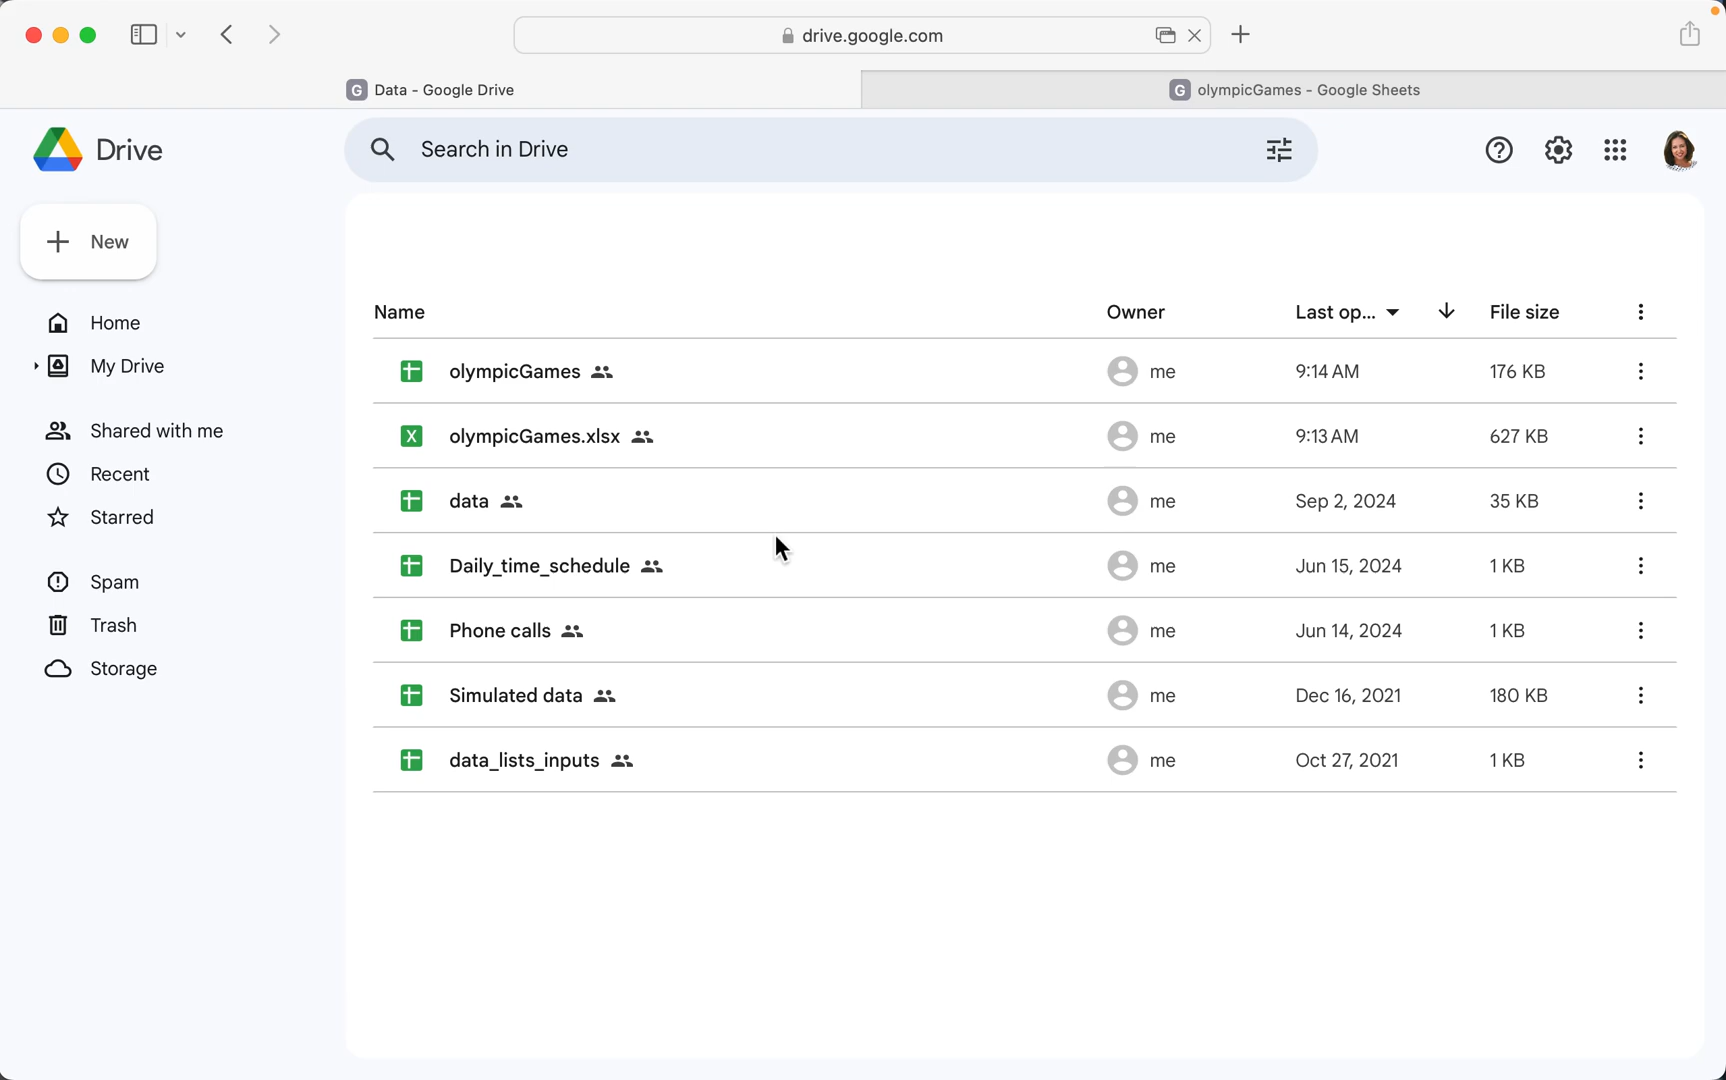 drive.google.com
G Data - Google Drive
G olympicGames - Google Sheets
Drive
Search in Drive
New
Home
My Drive
Shared with me
Recent
Starred
Spam
Trash
Storage
Name Owner Last op... File size
olympicGames me 9:14 AM 176 KB
X olympicGames.xlsx me 9:13 AM 627 KB
data me Sep 2, 2024 35 KB
Daily_time_schedule me Jun 15, 2024 1 KB
Phone calls me Jun 14, 2024 1 KB
Simulated data me Dec 16, 2021 180 KB
data_lists_inputs me Oct 27, 2021 1 KB